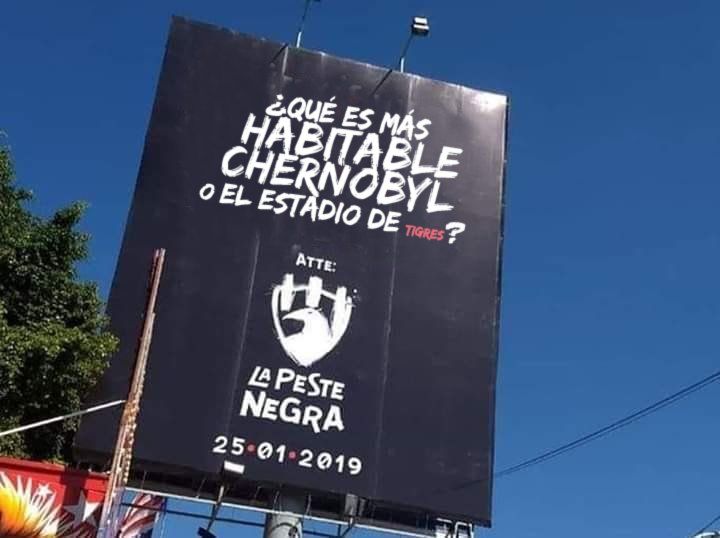 ¿QUÉ ES MÁS
HABITABLE
CHERNOBYL
O EL ESTADIO DE TIGRES?
ATTE:
LA PESTE
NEGRA
25•01•2019